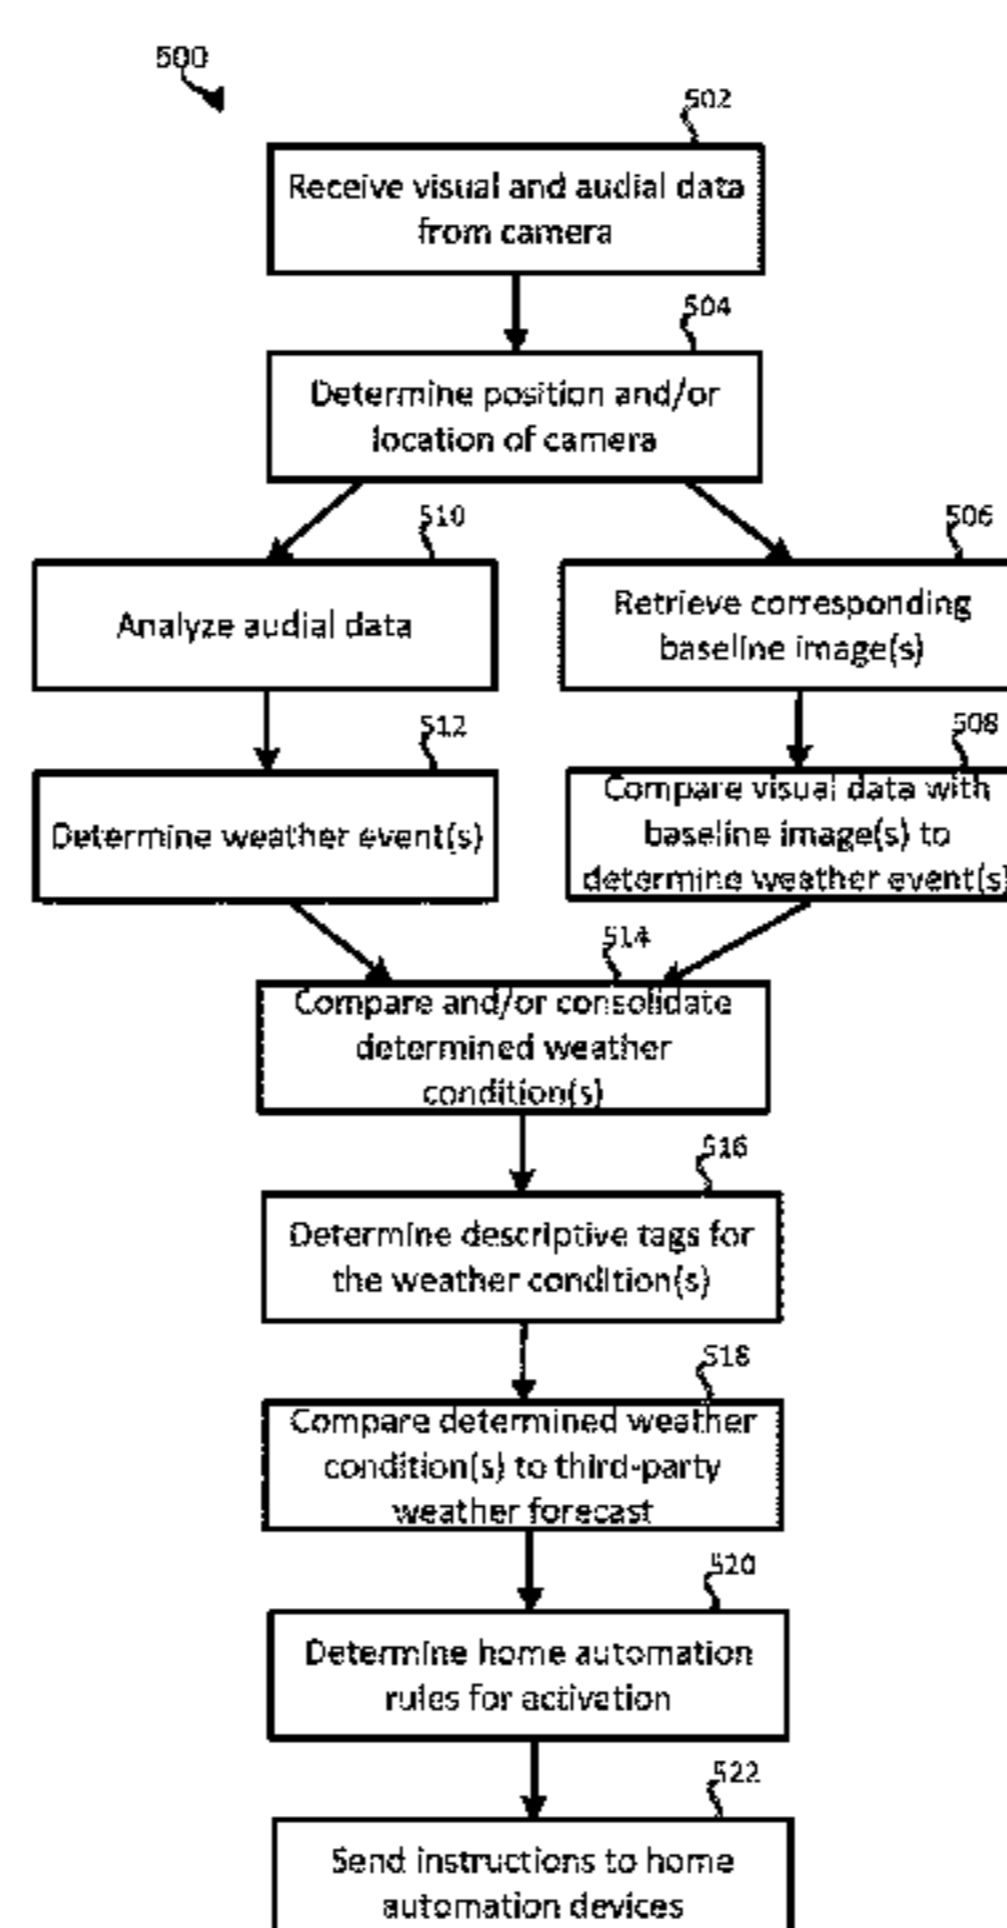 500
502
Receive visual and audial data
from camera
504
Determine position and/or
location of camera
510
Analyze audial data
506
Retrieve corresponding
baseline image(s)
512
Determine weather event(s)
508
Compare visual data with
baseline image(s) to
determine weather event(s)
514
Compare and/or consolidate
determined weather
condition(s)
516
Determine descriptive tags for
the weather condition(s)
518
Compare determined weather
condition(s) to third-party
weather forecast
520
Determine home automation
rules for activation
522
Send instructions to home
automation devices